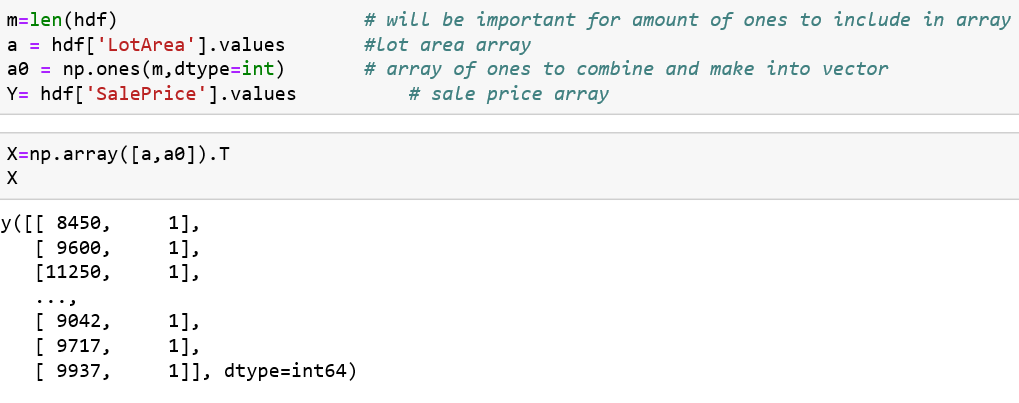 m=len(hdf) # will be important for amount of ones to include in array
a = hdf['LotArea'].values #lot area array
a0 = np.ones(m,dtype=int) # array of ones to combine and make into vector
Y= hdf['SalePrice'].values # sale price array
X=np.array([a,a0]).T
X
y([[ 8450, 1],
[ 9600, 1],
[11250, 1],
...,
[ 9042, 1],
[ 9717, 1],
[ 9937, 1]], dtype=int64)